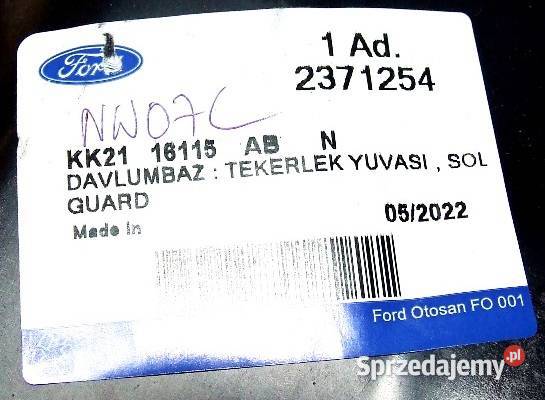 Ford
1 Ad.
2371254
NW07C
KK21 16115 AB N
DAVLUMBAZ : TEKERLEK YUVASI , SOL
GUARD
05/2022
Made in
Ford Otosan FO 001
Sprzedajemy.pl